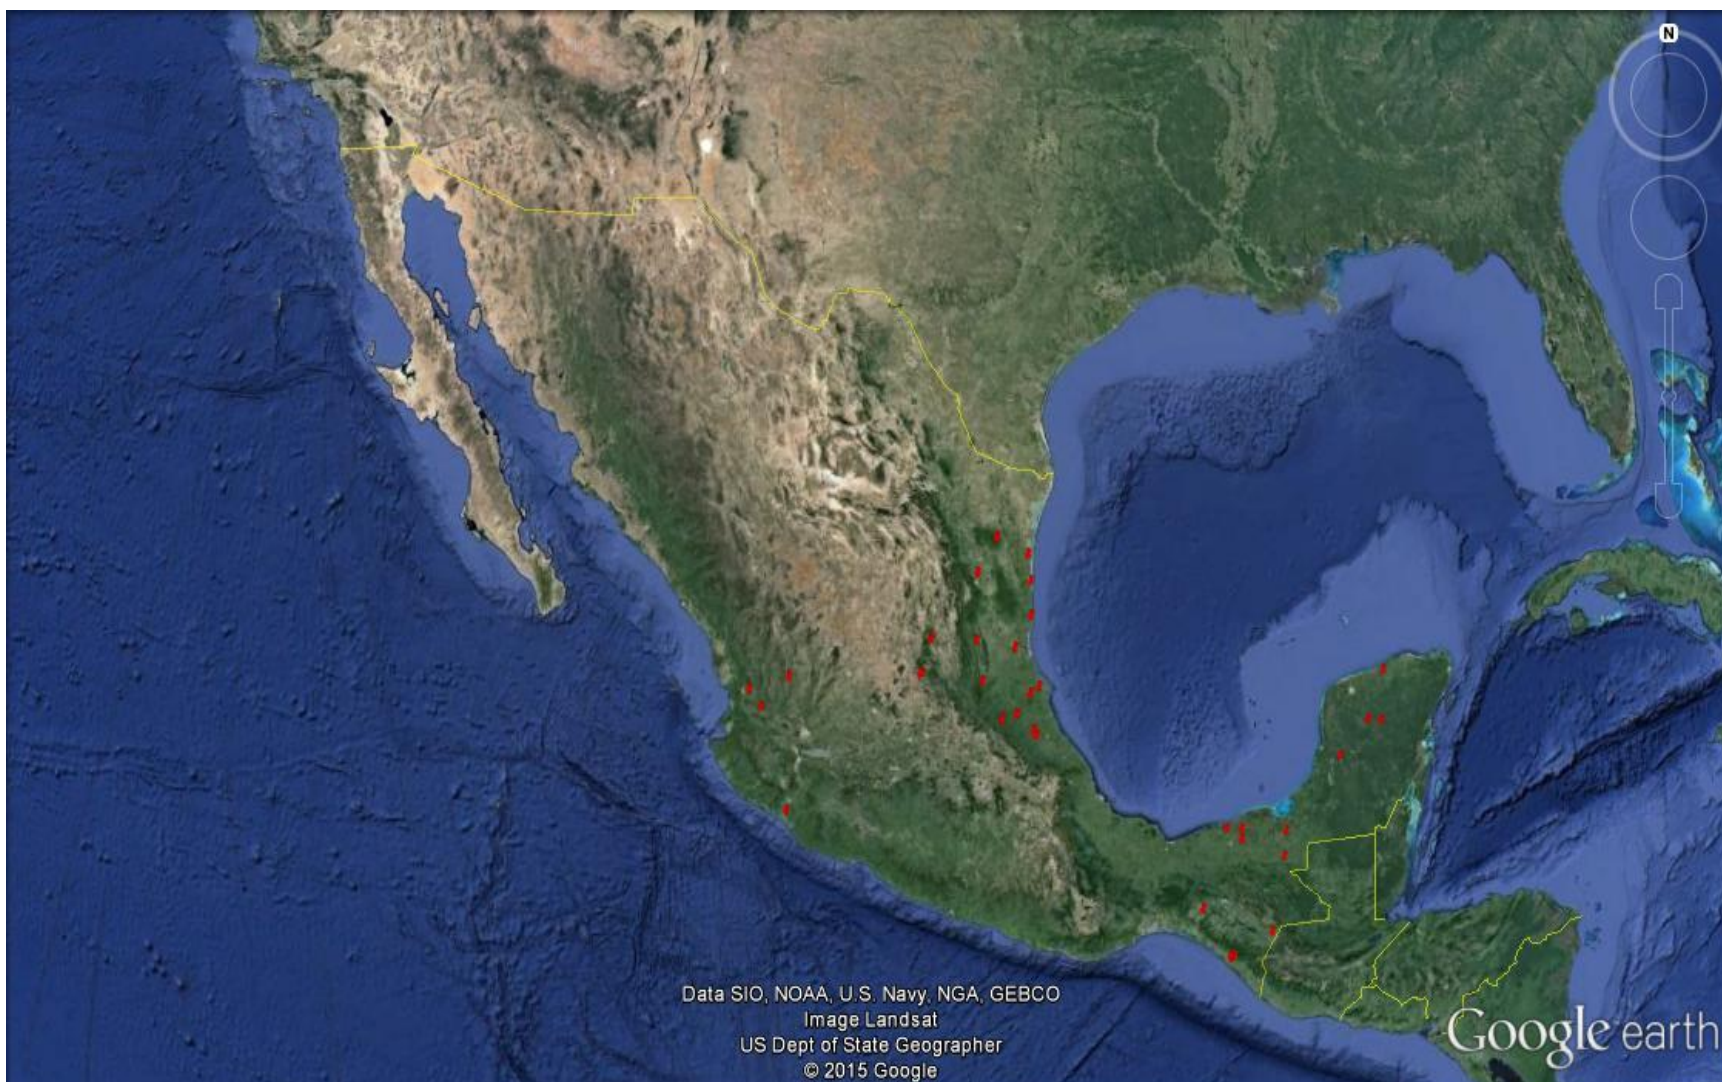 N
Data SIO, NOAA, U.S. Navy, NGA, GEBCO
Image Landsat
US Dept of State Geographer
© 2015 Google
Google earth